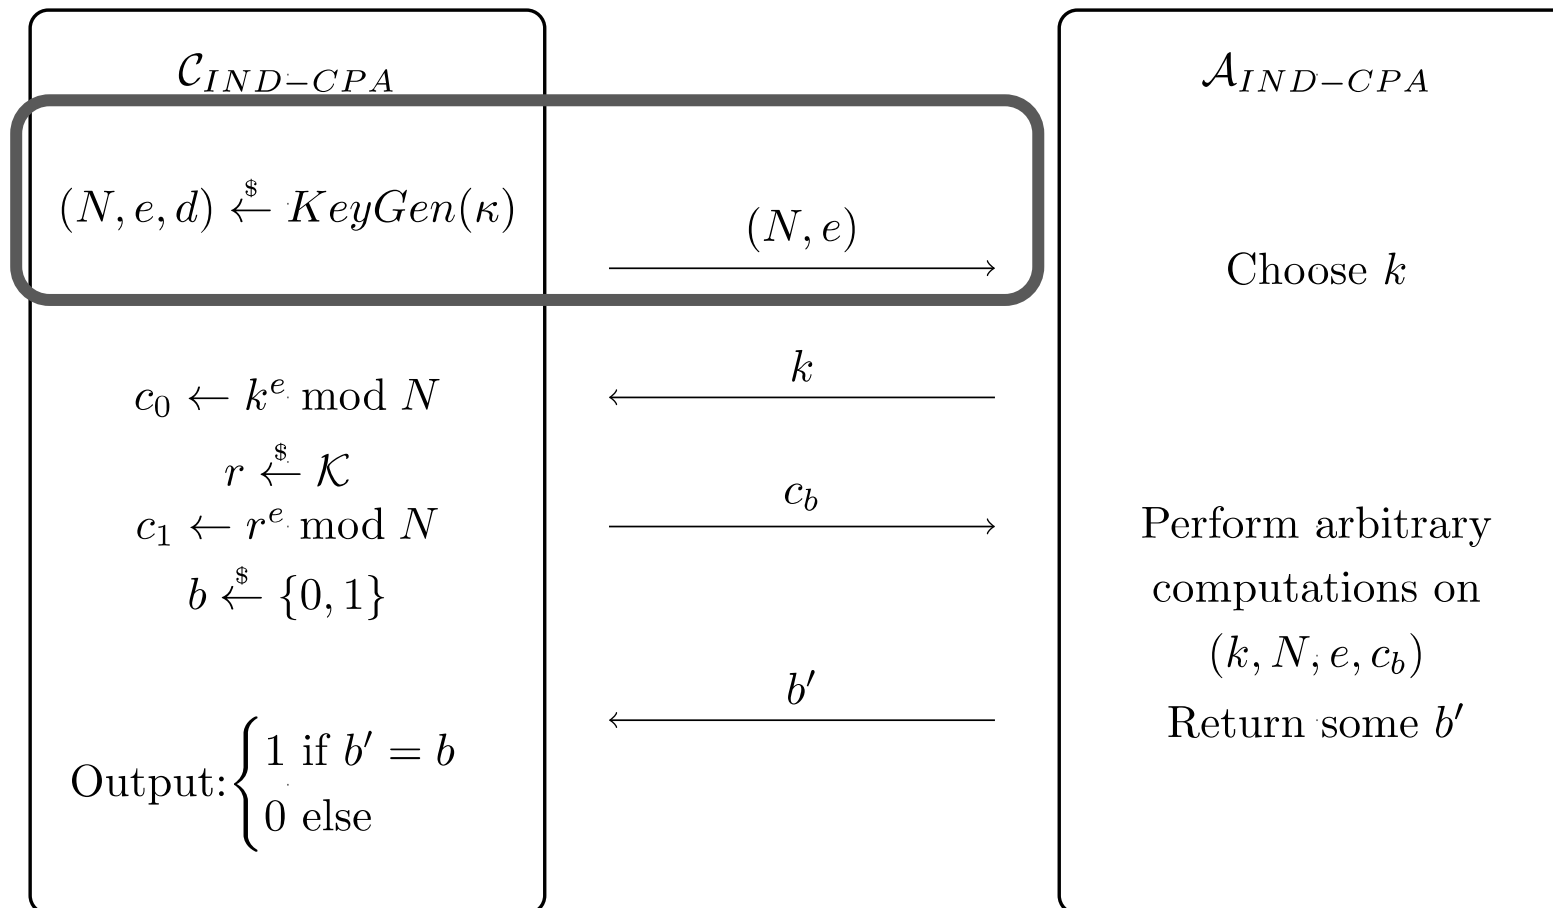 𝒞_{IND−CPA}
(N, e, d) ←$ KeyGen(κ)
(N, e)
k
c_0 ← k^e mod N
r ←$ 𝒦
c_1 ← r^e mod N
b ←$ {0, 1}
c_b
b′
Output: { 1 if b′ = b
0 else
𝒜_{IND−CPA}
Choose k
Perform arbitrary
computations on
(k, N, e, c_b)
Return some b′